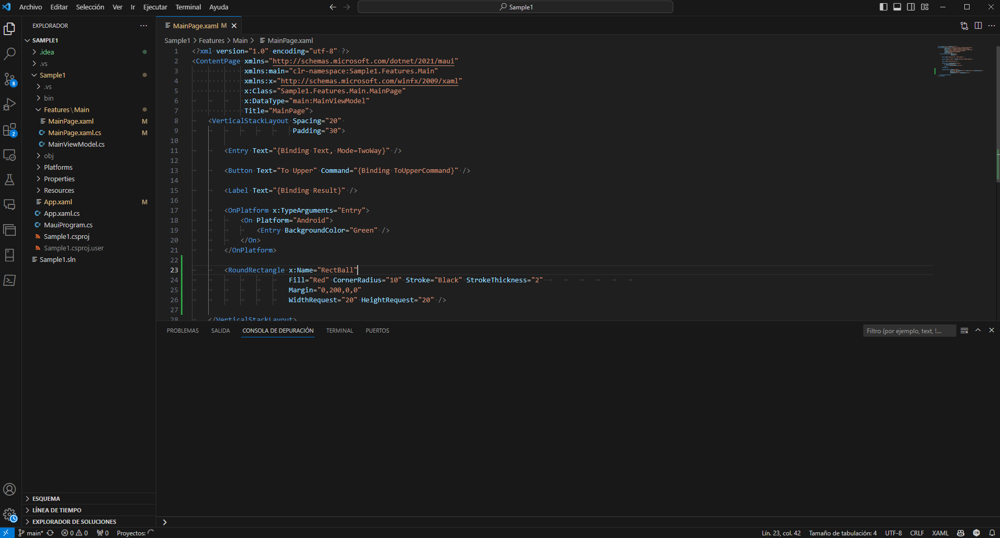 Archivo Editar Selección Ver Ir Ejecutar Terminal Ayuda
Sample1
EXPLORADOR
SAMPLE1
.idea
.vs
Sample1
.vs
bin
Features\Main
MainPage.xaml M
MainPage.xaml.cs M
MainViewModel.cs
obj
Platforms
Properties
Resources
App.xaml M
App.xaml.cs
MauiProgram.cs
Sample1.csproj
Sample1.csproj.user
Sample1.sln
ESQUEMA
LÍNEA DE TIEMPO
EXPLORADOR DE SOLUCIONES
8
2
MainPage.xaml M
Sample1 > Features > Main > MainPage.xaml
1 <?xml version="1.0" encoding="utf-8" ?>
2 <ContentPage xmlns="http://schemas.microsoft.com/dotnet/2021/maui"
3 xmlns:main="clr-namespace:Sample1.Features.Main"
4 xmlns:x="http://schemas.microsoft.com/winfx/2009/xaml"
5 x:Class="Sample1.Features.Main.MainPage"
6 x:DataType="main:MainViewModel"
7 Title="MainPage">
8 <VerticalStackLayout Spacing="20"
9 Padding="30">
10
11 <Entry Text="{Binding Text, Mode=TwoWay}" />
12
13 <Button Text="To Upper" Command="{Binding ToUpperCommand}" />
14
15 <Label Text="{Binding Result}" />
16
17 <OnPlatform x:TypeArguments="Entry">
18 <On Platform="Android">
19 <Entry BackgroundColor="Green" />
20 </On>
21 </OnPlatform>
22
23 <RoundRectangle x:Name="RectBall"
24 Fill="Red" CornerRadius="10" Stroke="Black" StrokeThickness="2"
25 Margin="0,200,0,0"
26 WidthRequest="20" HeightRequest="20" />
27
28 </VerticalStackLayout>
PROBLEMAS SALIDA CONSOLA DE DEPURACIÓN TERMINAL PUERTOS
Filtro (por ejemplo, text, !...
main* 0 0 0 Proyectos:
Lín. 23, col. 42 Tamaño de tabulación: 4 UTF-8 CRLF XAML